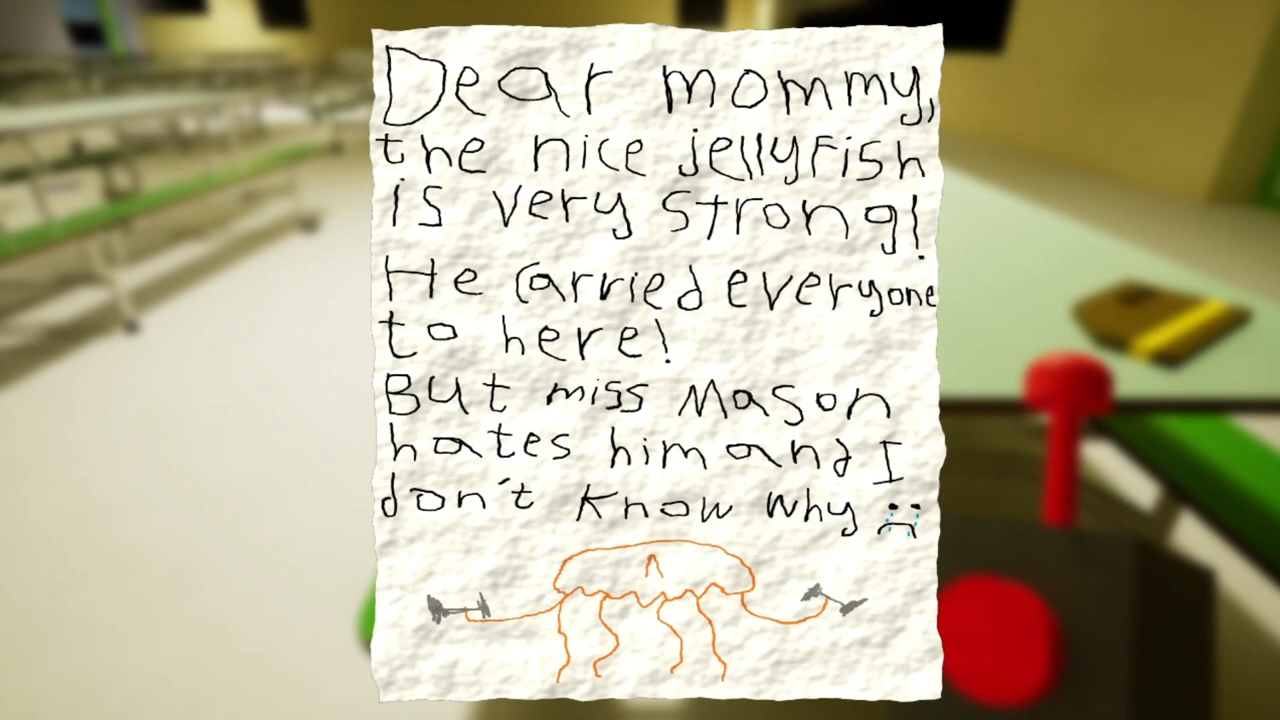 Dear mommy,
the nice jellyfish
is very strong!
He carried everyone
to here!
But miss Mason
hates him and I
don't know why